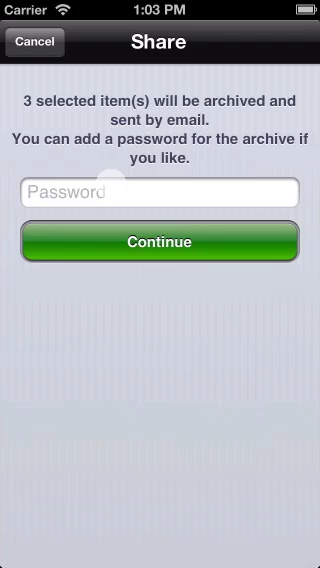 Carrier 1:03 PM
Cancel Share
3 selected item(s) will be archived and
sent by email.
You can add a password for the archive if
you like.
Password
Continue